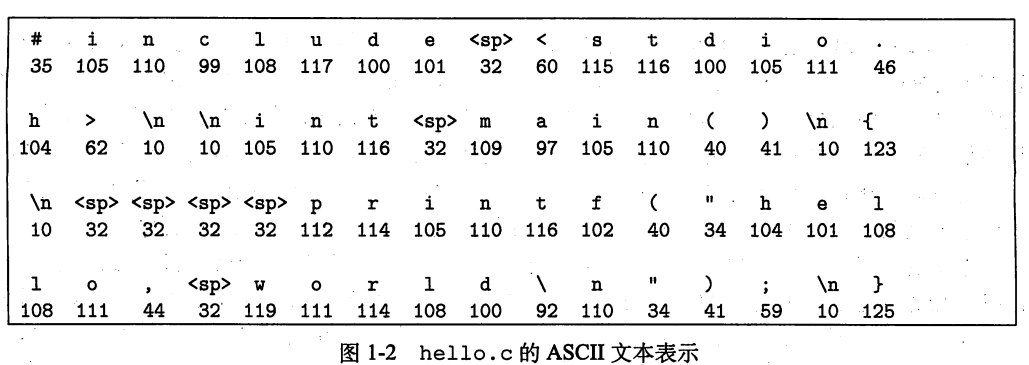 # i n c l u d e <sp> < s t d i o .
35 105 110 99 108 117 100 101 32 60 115 116 100 105 111 46
h > \n \n i n t <sp> m a i n ( ) \n {
104 62 10 10 105 110 116 32 109 97 105 110 40 41 10 123
\n <sp> <sp> <sp> <sp> p r i n t f ( " h e l
10 32 32 32 32 112 114 105 110 116 102 40 34 104 101 108
l o , <sp> w o r l d \ n " ) ; \n }
108 111 44 32 119 111 114 108 100 92 110 34 41 59 10 125
图 1-2 hello.c 的 ASCII 文本表示